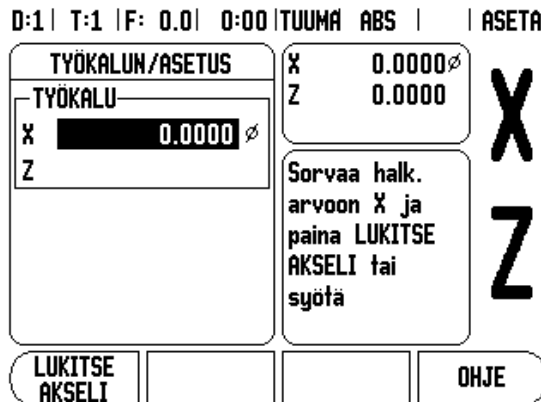 D:1 | T:1 | F: 0.0 | 0:00 | TUUMA ABS | | ASETA
TYÖKALUN/ASETUS
TYÖKALU
X 0.0000 ⌀
Z
X 0.0000⌀
Z 0.0000
Sorvaa halk.
arvoon X ja
paina LUKITSE
AKSELI tai
syötä
X
Z
LUKITSE
AKSELI
OHJE